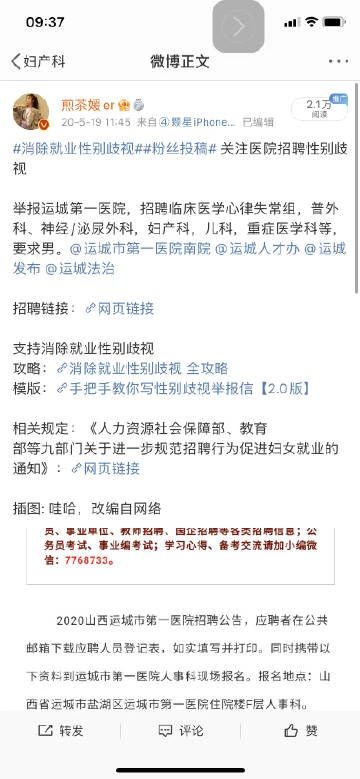 09:37
妇产科
微博正文
煎茶媛er
20-5-19 11:45 来自④颗星iPhone... 已编辑
2.1万
推广
阅读
#消除就业性别歧视##粉丝投稿# 关注医院招聘性别歧
视
举报运城第一医院，招聘临床医学心律失常组，普外
科、神经/泌尿外科，妇产科，儿科，重症医学科等，
要求男。@运城市第一医院南院 @运城人才办 @运城
发布 @运城法治
招聘链接：网页链接
支持消除就业性别歧视
攻略：消除就业性别歧视 全攻略
模版：手把手教你写性别歧视举报信【2.0版】
相关规定：《人力资源社会保障部、教育
部等九部门关于进一步规范招聘行为促进妇女就业的
通知》：网页链接
插图: 哇哈，改编自网络
员、事业单位、教师招聘、国企招聘等各类招聘信息；公
务员考试、事业编考试；学习心得、备考交流请加小编微
信：7768733。
2020山西运城市第一医院招聘公告，应聘者在公共
邮箱下载应聘人员登记表，如实填写并打印。同时携带以
下资料到运城市第一医院人事科现场报名。报名地点：山
西省运城市盐湖区运城市第一医院住院楼F层人事科。
转发
评论
赞